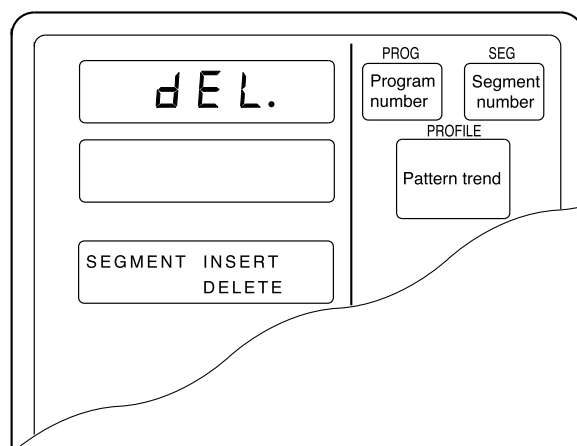 dEL.
SEGMENT INSERT
DELETE
PROG
Program
number
SEG
Segment
number
PROFILE
Pattern trend